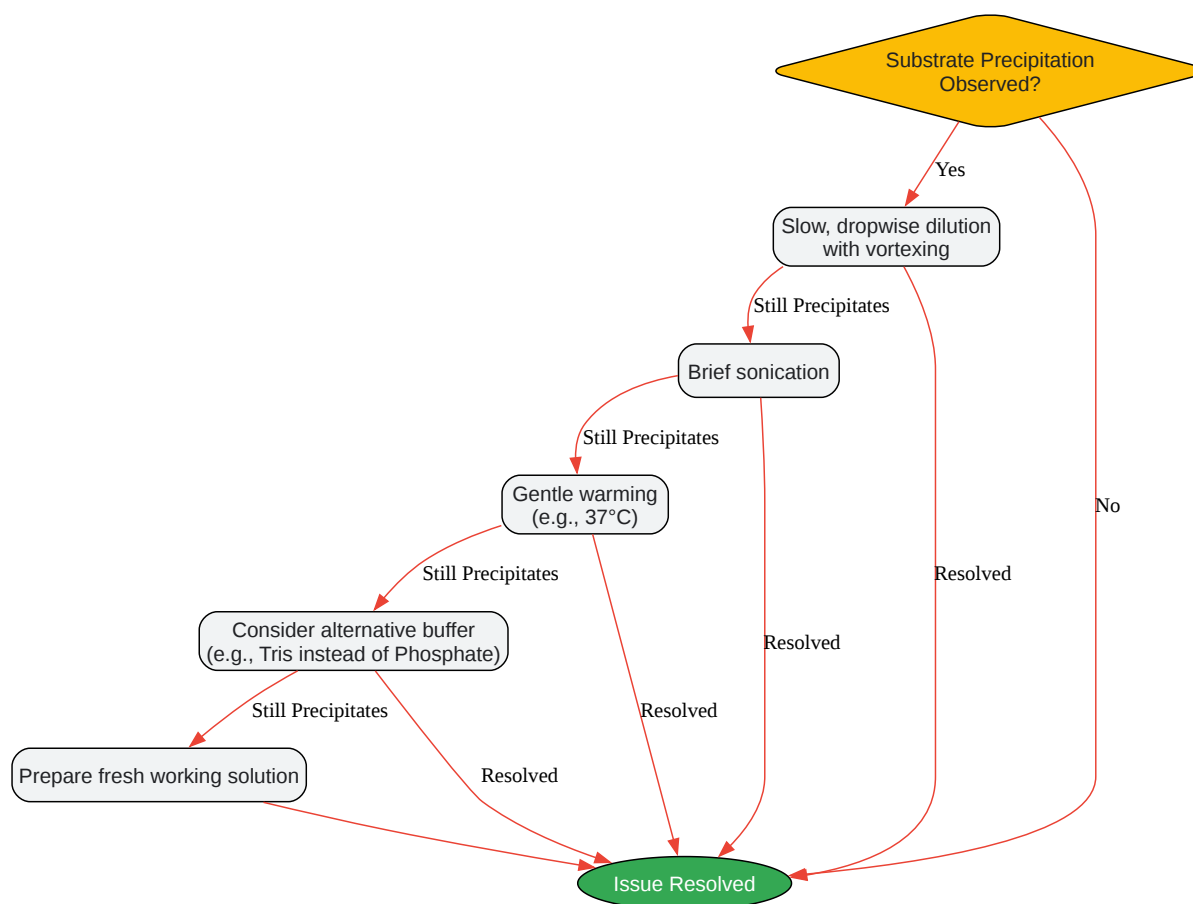 Substrate Precipitation
Observed?
Yes
Slow, dropwise dilution
with vortexing
Still Precipitates
Brief sonication
Still Precipitates
Gentle warming
(e.g., 37°C)
No
Still Precipitates
Resolved
Consider alternative buffer
(e.g., Tris instead of Phosphate)
Resolved
Still Precipitates
Resolved
Prepare fresh working solution
Resolved
Issue Resolved